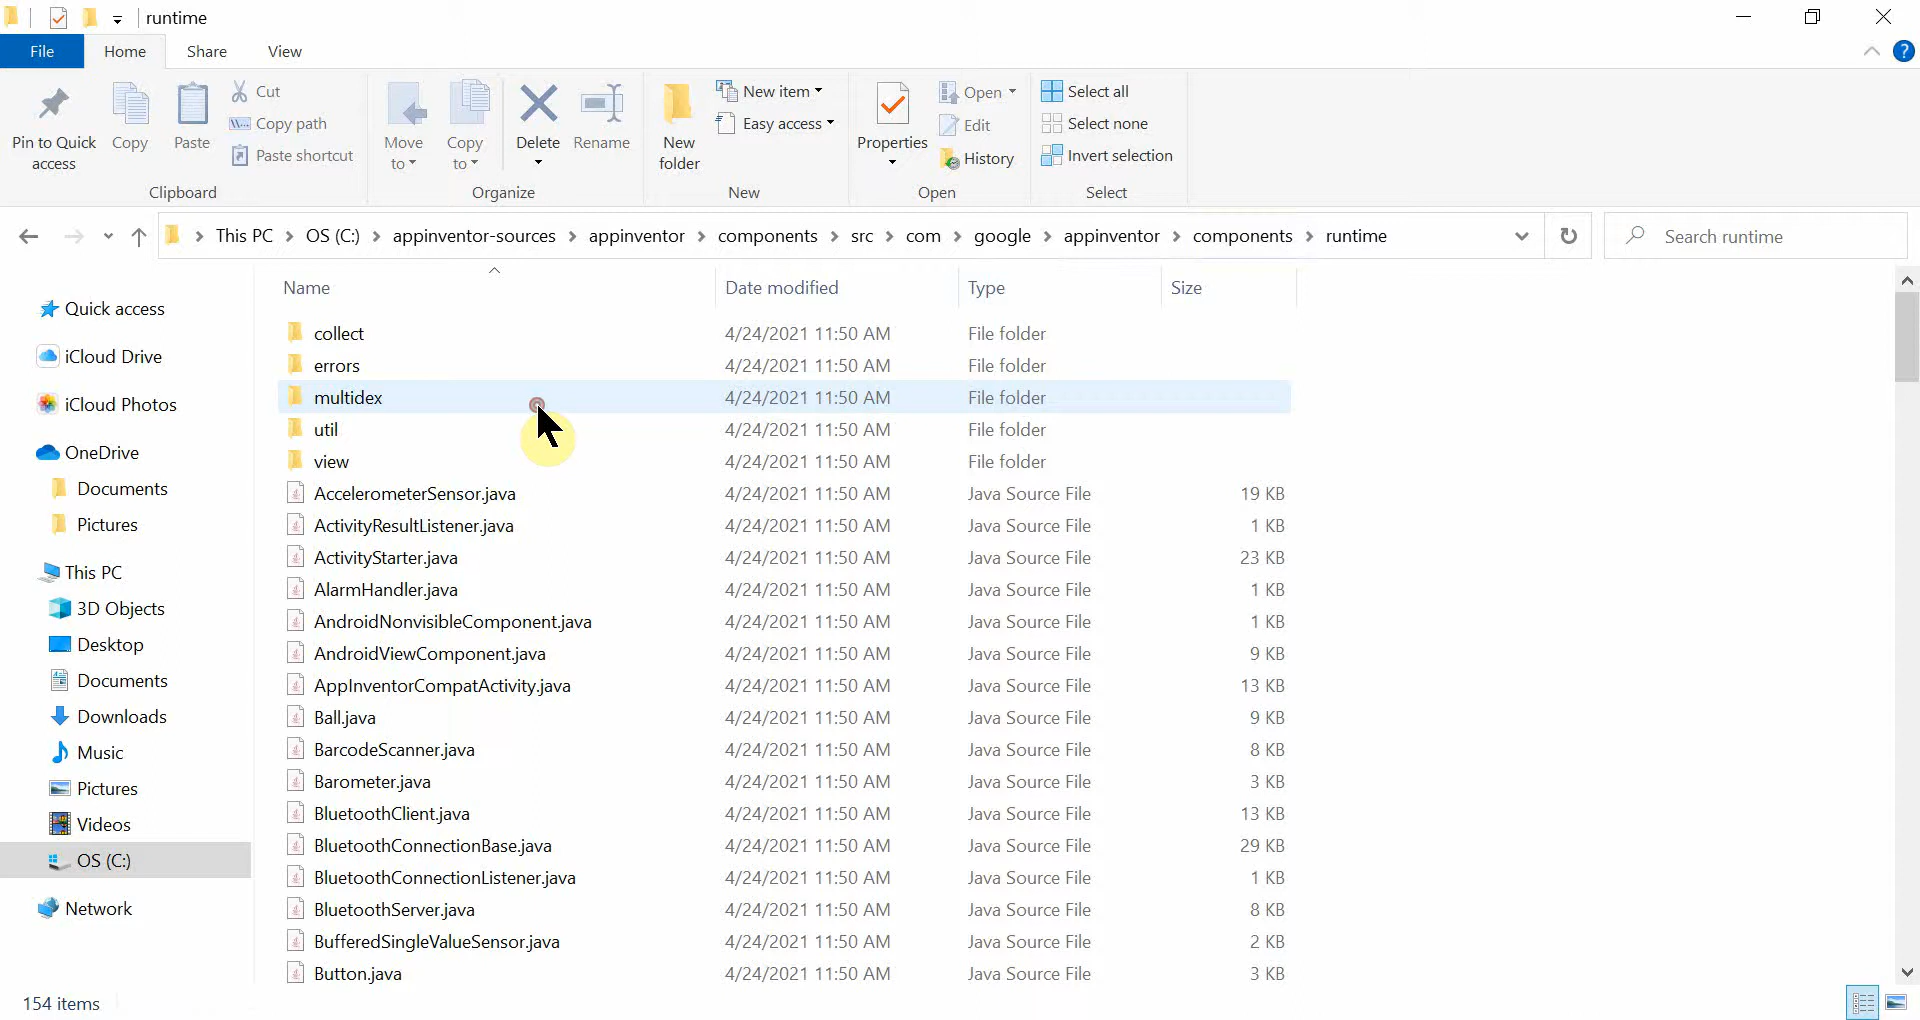 runtime
File Home Share View
Pin to Quick access
Copy
Paste
Cut
Copy path
Paste shortcut
Clipboard
Move to
Copy to
Delete
Rename
Organize
New folder
New item
Easy access
New
Properties
Open
Edit
History
Open
Select all
Select none
Invert selection
Select
This PC > OS (C:) > appinventor-sources > appinventor > components > src > com > google > appinventor > components > runtime
Search runtime
Quick access
iCloud Drive
iCloud Photos
OneDrive
Documents
Pictures
This PC
3D Objects
Desktop
Documents
Downloads
Music
Pictures
Videos
OS (C:)
Network
Name Date modified Type Size
collect 4/24/2021 11:50 AM File folder
errors 4/24/2021 11:50 AM File folder
multidex 4/24/2021 11:50 AM File folder
util 4/24/2021 11:50 AM File folder
view 4/24/2021 11:50 AM File folder
AccelerometerSensor.java 4/24/2021 11:50 AM Java Source File 19 KB
ActivityResultListener.java 4/24/2021 11:50 AM Java Source File 1 KB
ActivityStarter.java 4/24/2021 11:50 AM Java Source File 23 KB
AlarmHandler.java 4/24/2021 11:50 AM Java Source File 1 KB
AndroidNonvisibleComponent.java 4/24/2021 11:50 AM Java Source File 1 KB
AndroidViewComponent.java 4/24/2021 11:50 AM Java Source File 9 KB
AppInventorCompatActivity.java 4/24/2021 11:50 AM Java Source File 13 KB
Ball.java 4/24/2021 11:50 AM Java Source File 9 KB
BarcodeScanner.java 4/24/2021 11:50 AM Java Source File 8 KB
Barometer.java 4/24/2021 11:50 AM Java Source File 3 KB
BluetoothClient.java 4/24/2021 11:50 AM Java Source File 13 KB
BluetoothConnectionBase.java 4/24/2021 11:50 AM Java Source File 29 KB
BluetoothConnectionListener.java 4/24/2021 11:50 AM Java Source File 1 KB
BluetoothServer.java 4/24/2021 11:50 AM Java Source File 8 KB
BufferedSingleValueSensor.java 4/24/2021 11:50 AM Java Source File 2 KB
Button.java 4/24/2021 11:50 AM Java Source File 3 KB
154 items